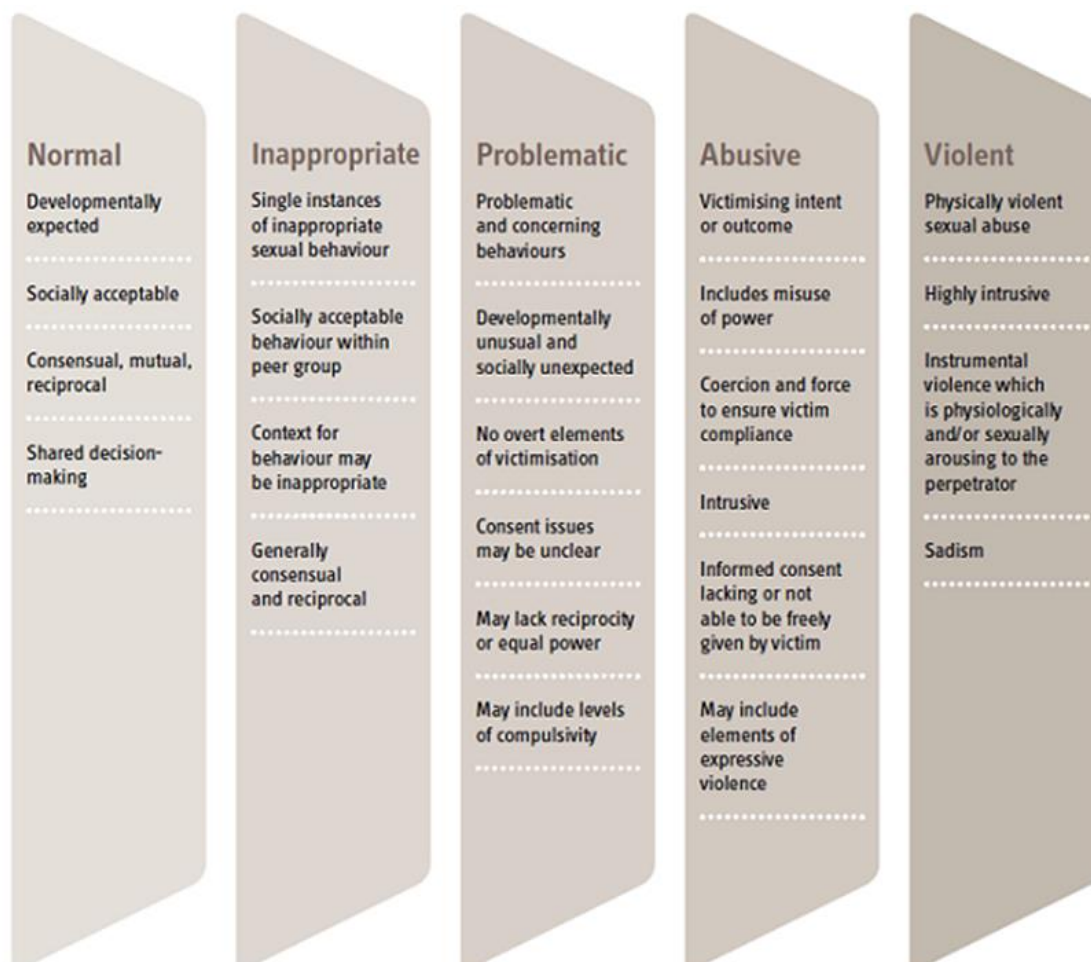 Normal
Developmentally
expected
Socially acceptable
Consensual, mutual,
reciprocal
Shared decision-
making
Inappropriate
Single instances
of inappropriate
sexual behaviour
Socially acceptable
behaviour within
peer group
Context for
behaviour may
be inappropriate
Generally
consensual
and reciprocal
Problematic
Problematic
and concerning
behaviours
Developmentally
unusual and
socially unexpected
No overt elements
of victimisation
Consent issues
may be unclear
May lack reciprocity
or equal power
May include levels
of compulsivity
Abusive
Victimising intent
or outcome
Includes misuse
of power
Coercion and force
to ensure victim
compliance
Intrusive
Informed consent
lacking or not
able to be freely
given by victim
May include
elements of
expressive
violence
Violent
Physically violent
sexual abuse
Highly intrusive
Instrumental
violence which
is physiologically
and/or sexually
arousing to the
perpetrator
Sadism